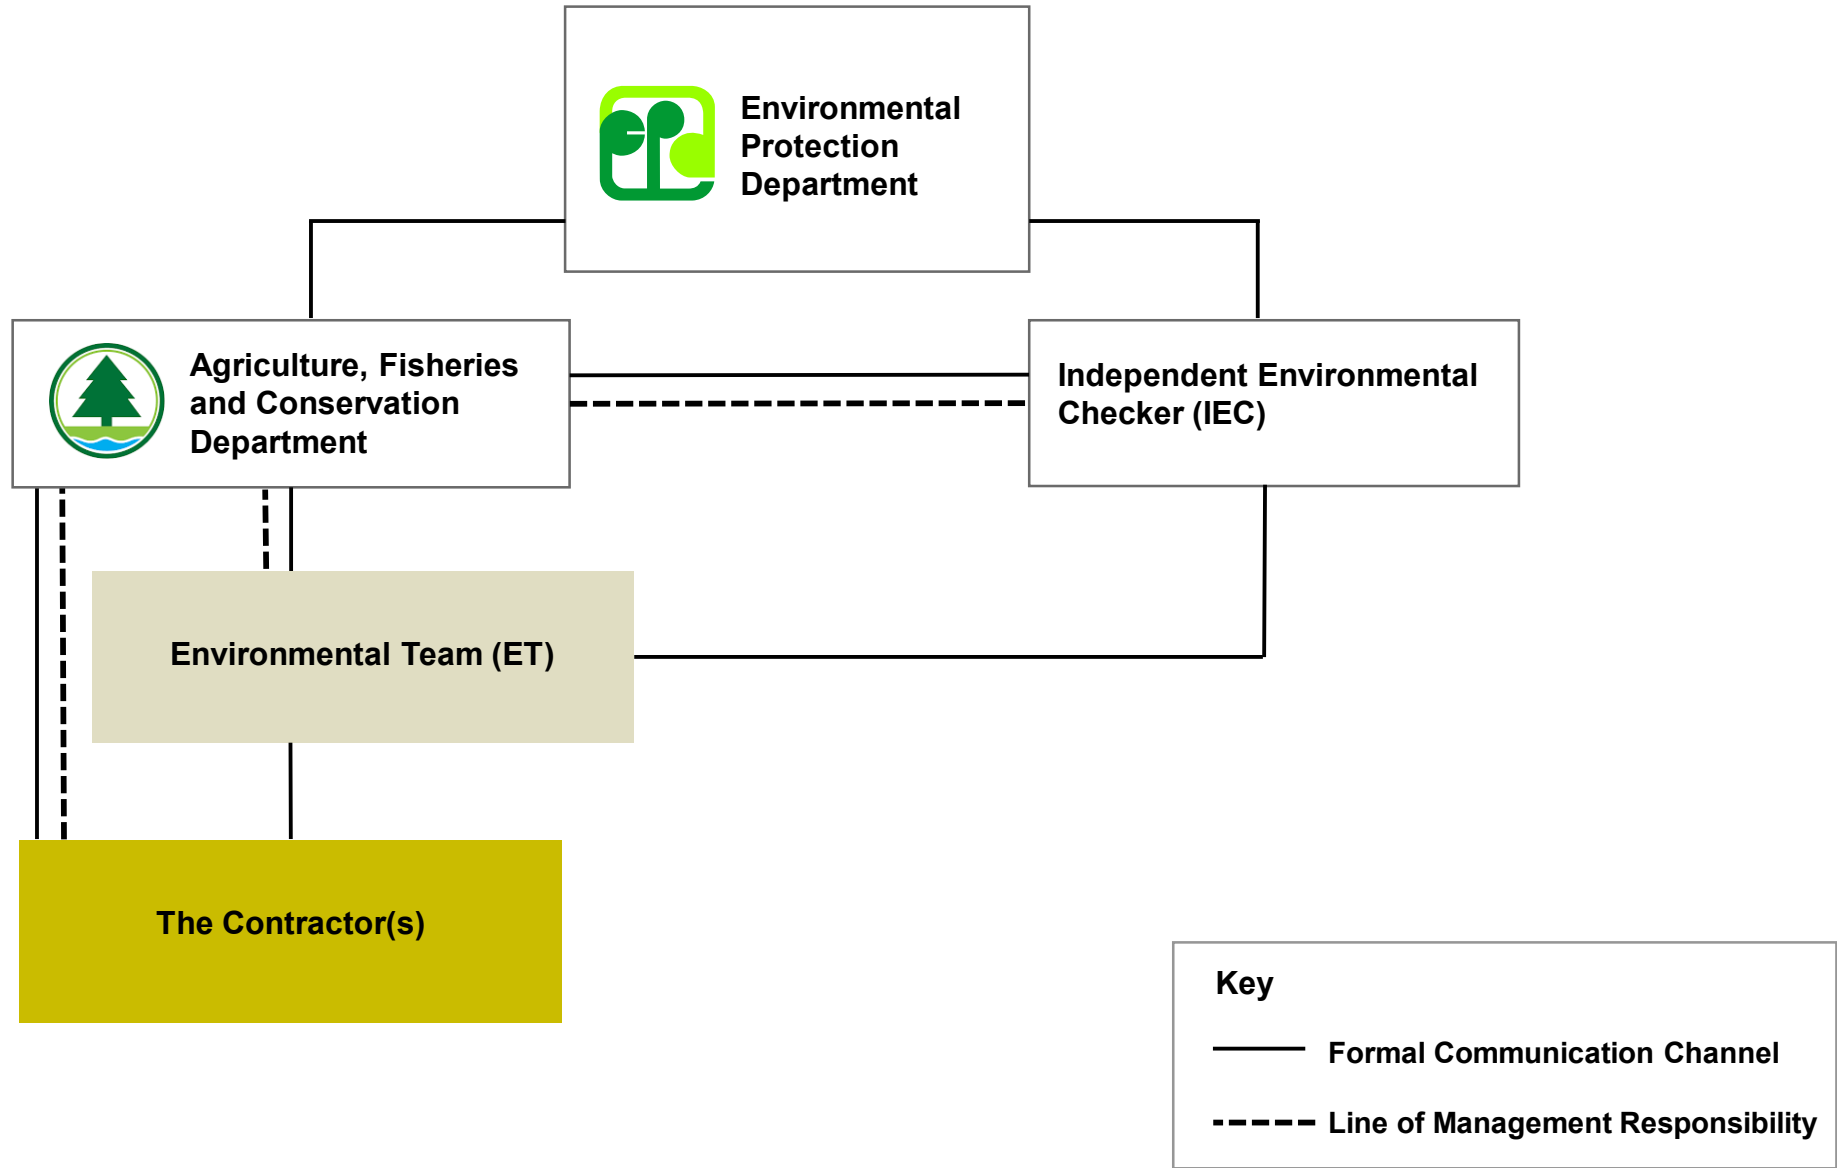 Environmental
Protection
Department
Agriculture, Fisheries
and Conservation
Department
Independent Environmental
Checker (IEC)
Environmental Team (ET)
The Contractor(s)
Key
Formal Communication Channel
Line of Management Responsibility